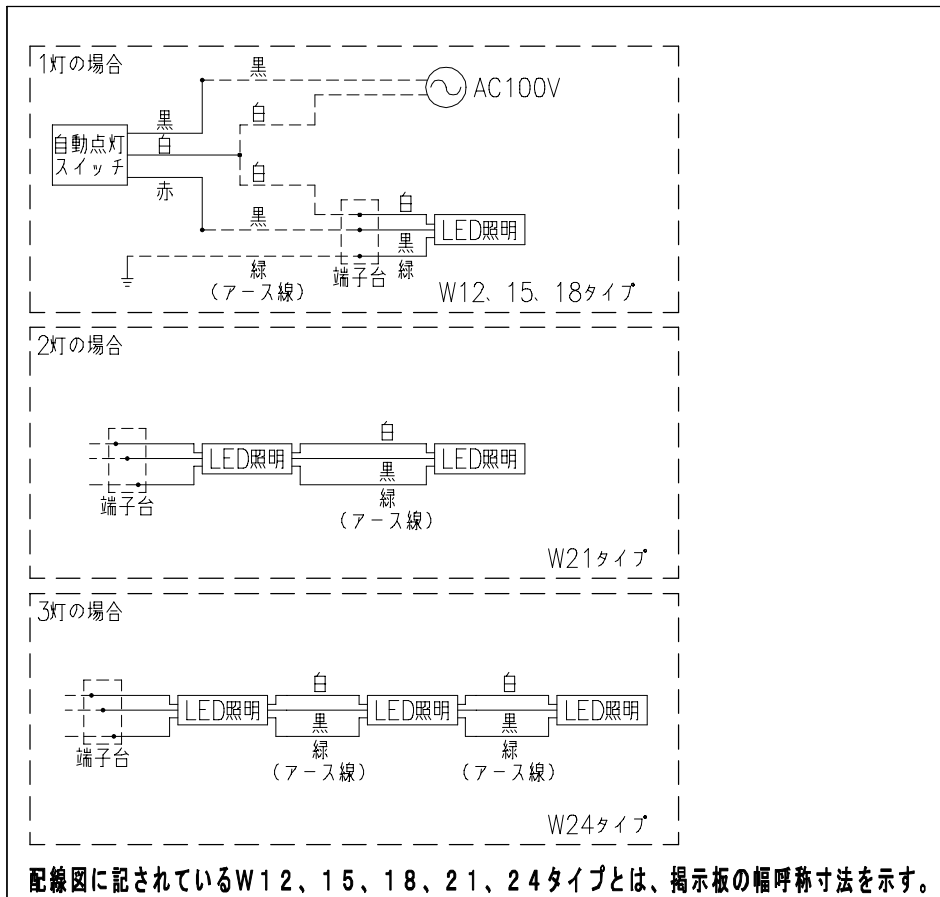 1灯の場合
黒
AC100V
黒
白
自動点灯
スイッチ
白
赤
白
黒
白
LED照明
黒
緑
端子台
緑
(アース線)
W12、15、18タイプ
2灯の場合
白
LED照明
LED照明
黒
緑
(アース線)
端子台
W21タイプ
3灯の場合
白
白
LED照明
LED照明
LED照明
黒
黒
緑
緑
(アース線)
(アース線)
端子台
W24タイプ
配線図に記されているW12、15、18、21、24タイプとは、掲示板の幅呼称寸法を示す。